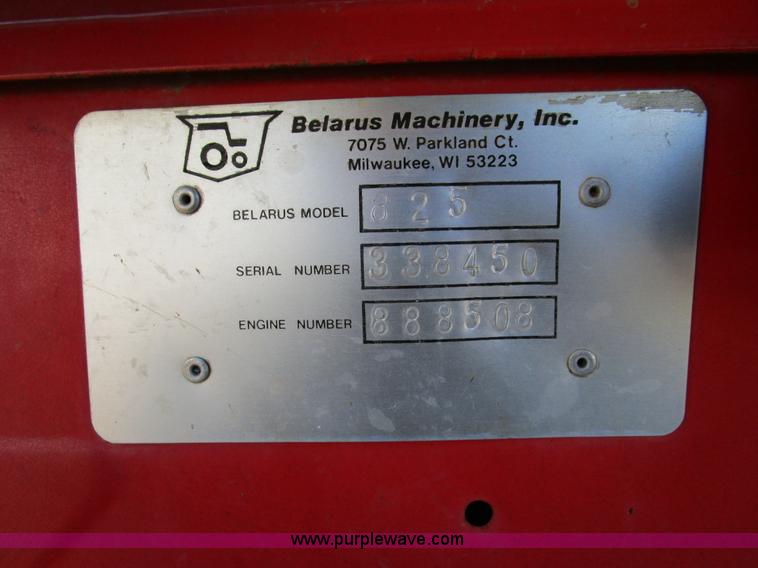 Belarus Machinery, Inc.
7075 W. Parkland Ct.
Milwaukee, WI 53223
BELARUS MODEL 825
SERIAL NUMBER 338450
ENGINE NUMBER 888508
www.purplewave.com